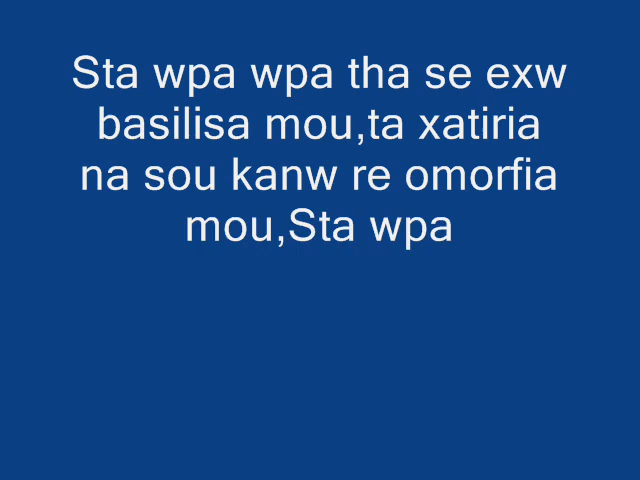 Sta wpa wpa tha se exw
basilisa mou,ta xatiria
na sou kanw re omorfia
mou,Sta wpa